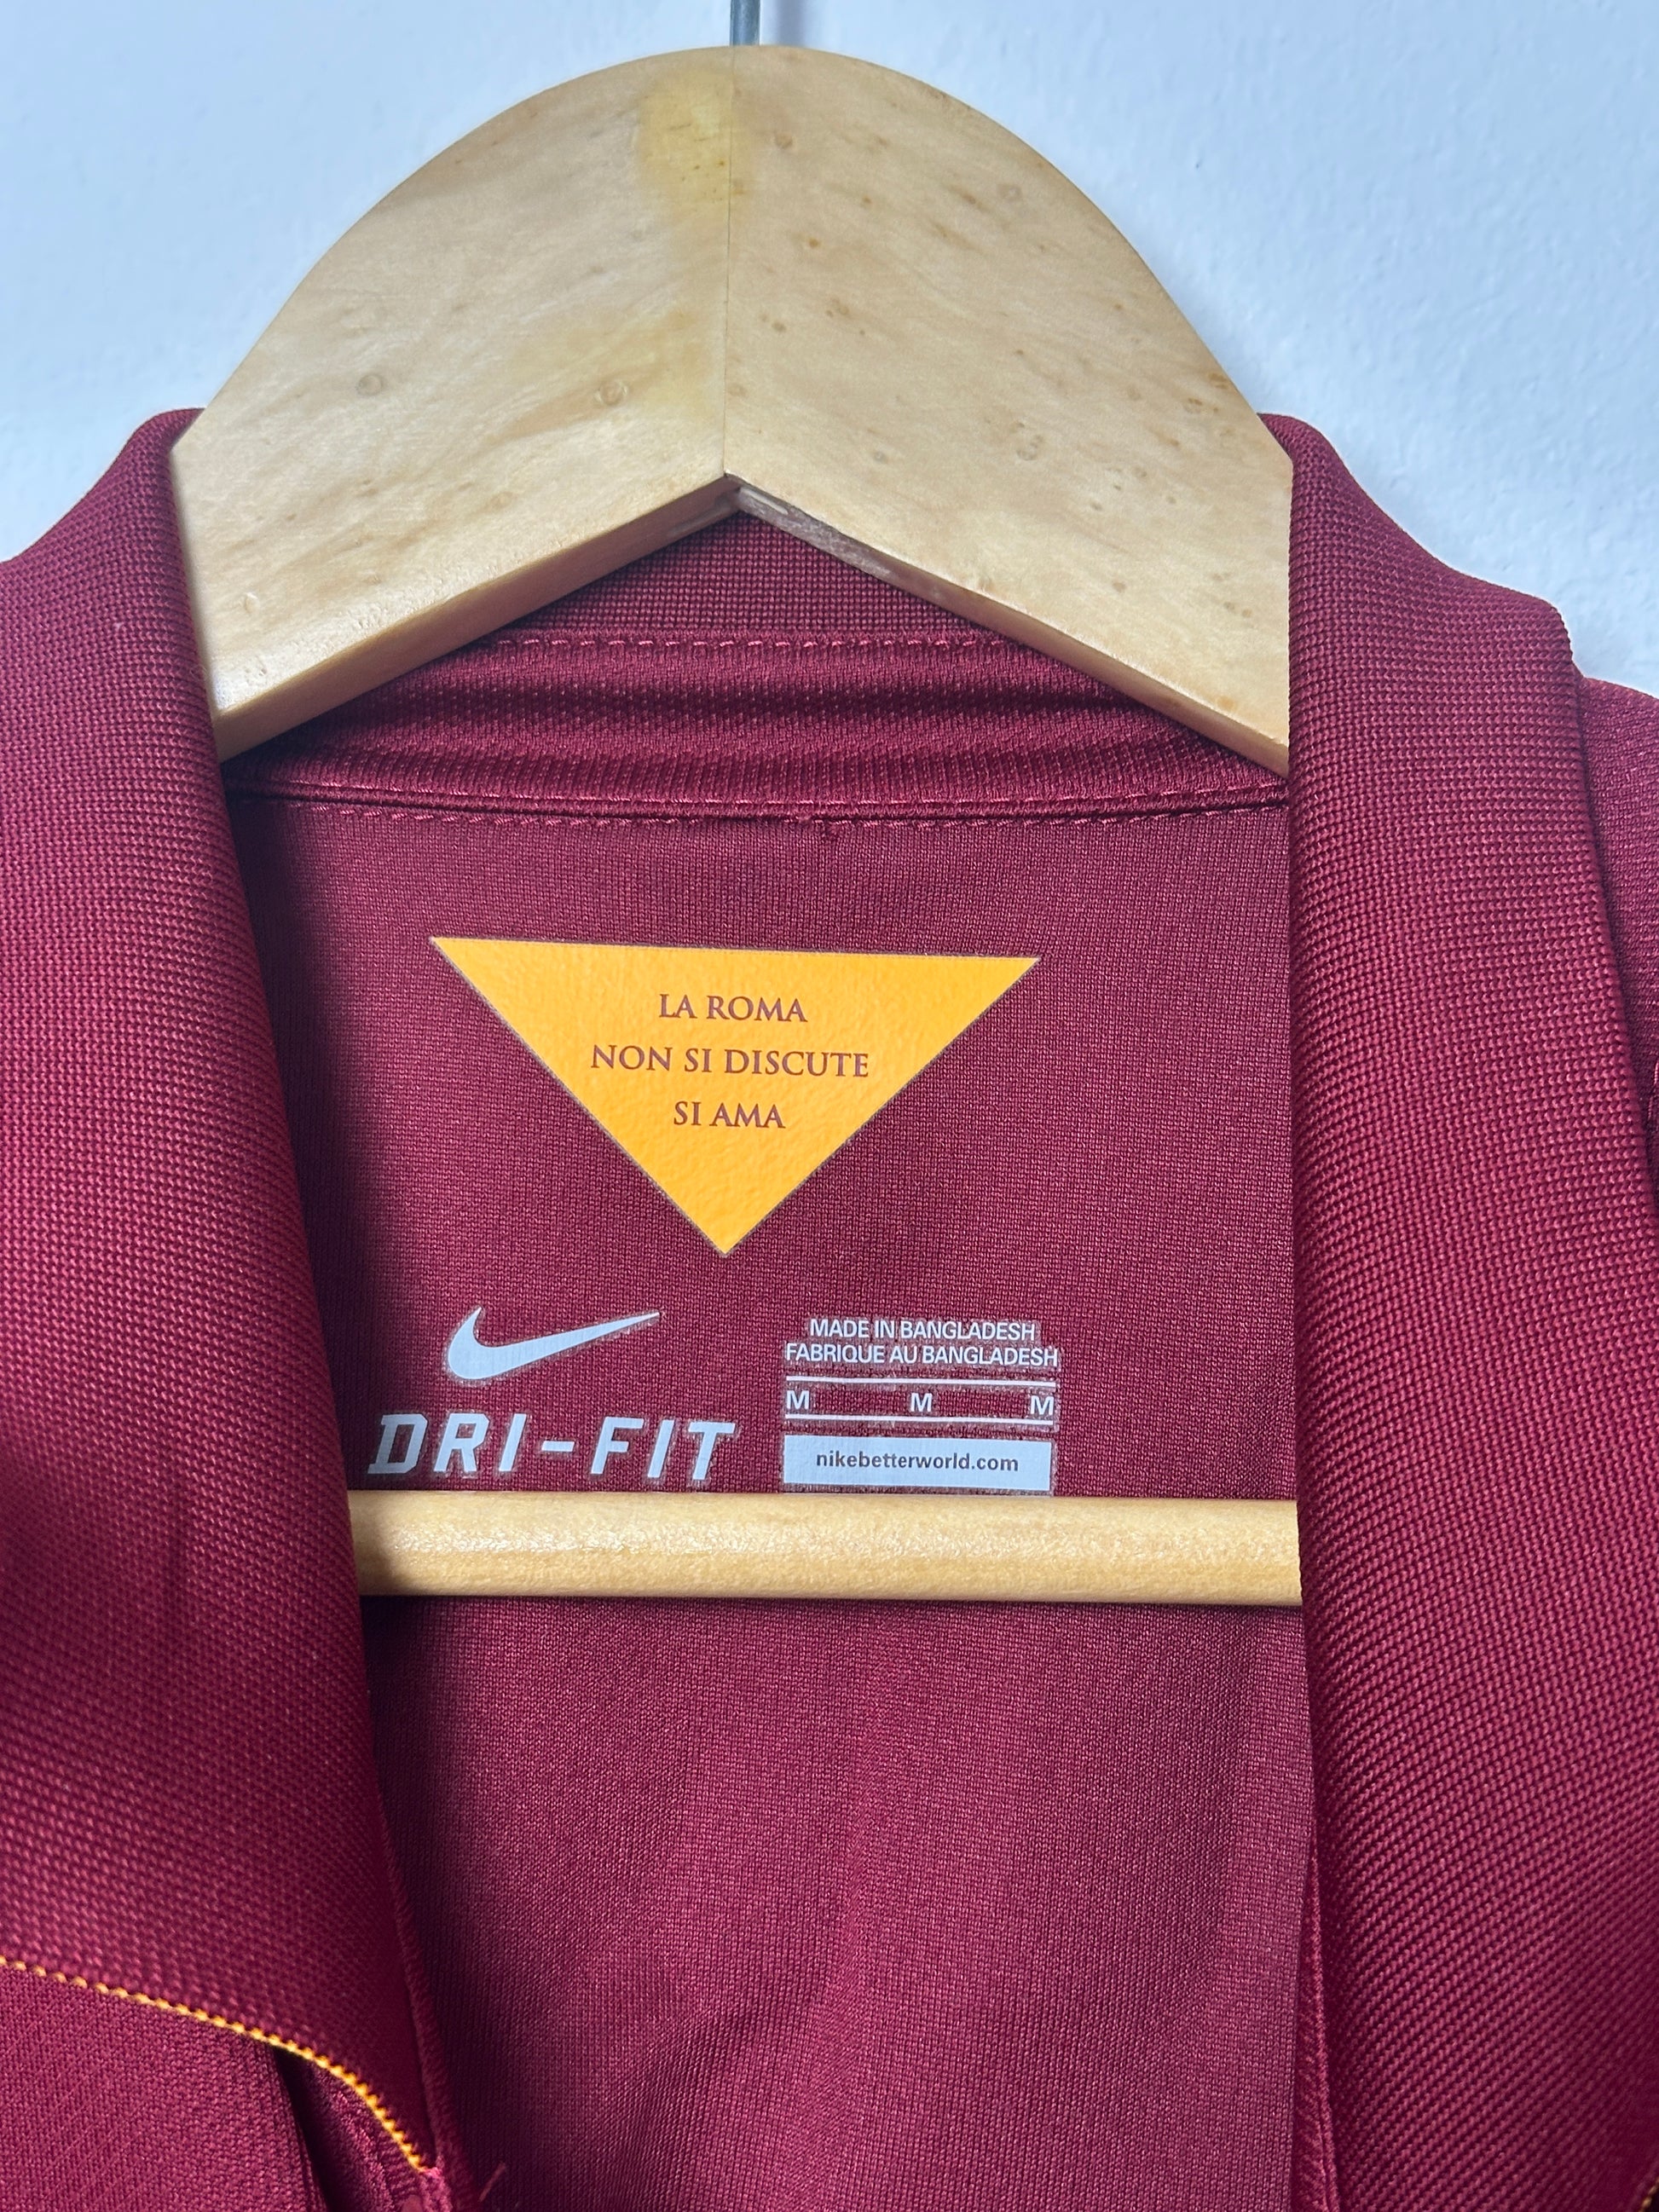 LA ROMA
NON SI DISCUTE
SI AMA
DRI-FIT
MADE IN BANGLADESH
FABRIQUE AU BANGLADESH
M M M
nikebetterworld.com